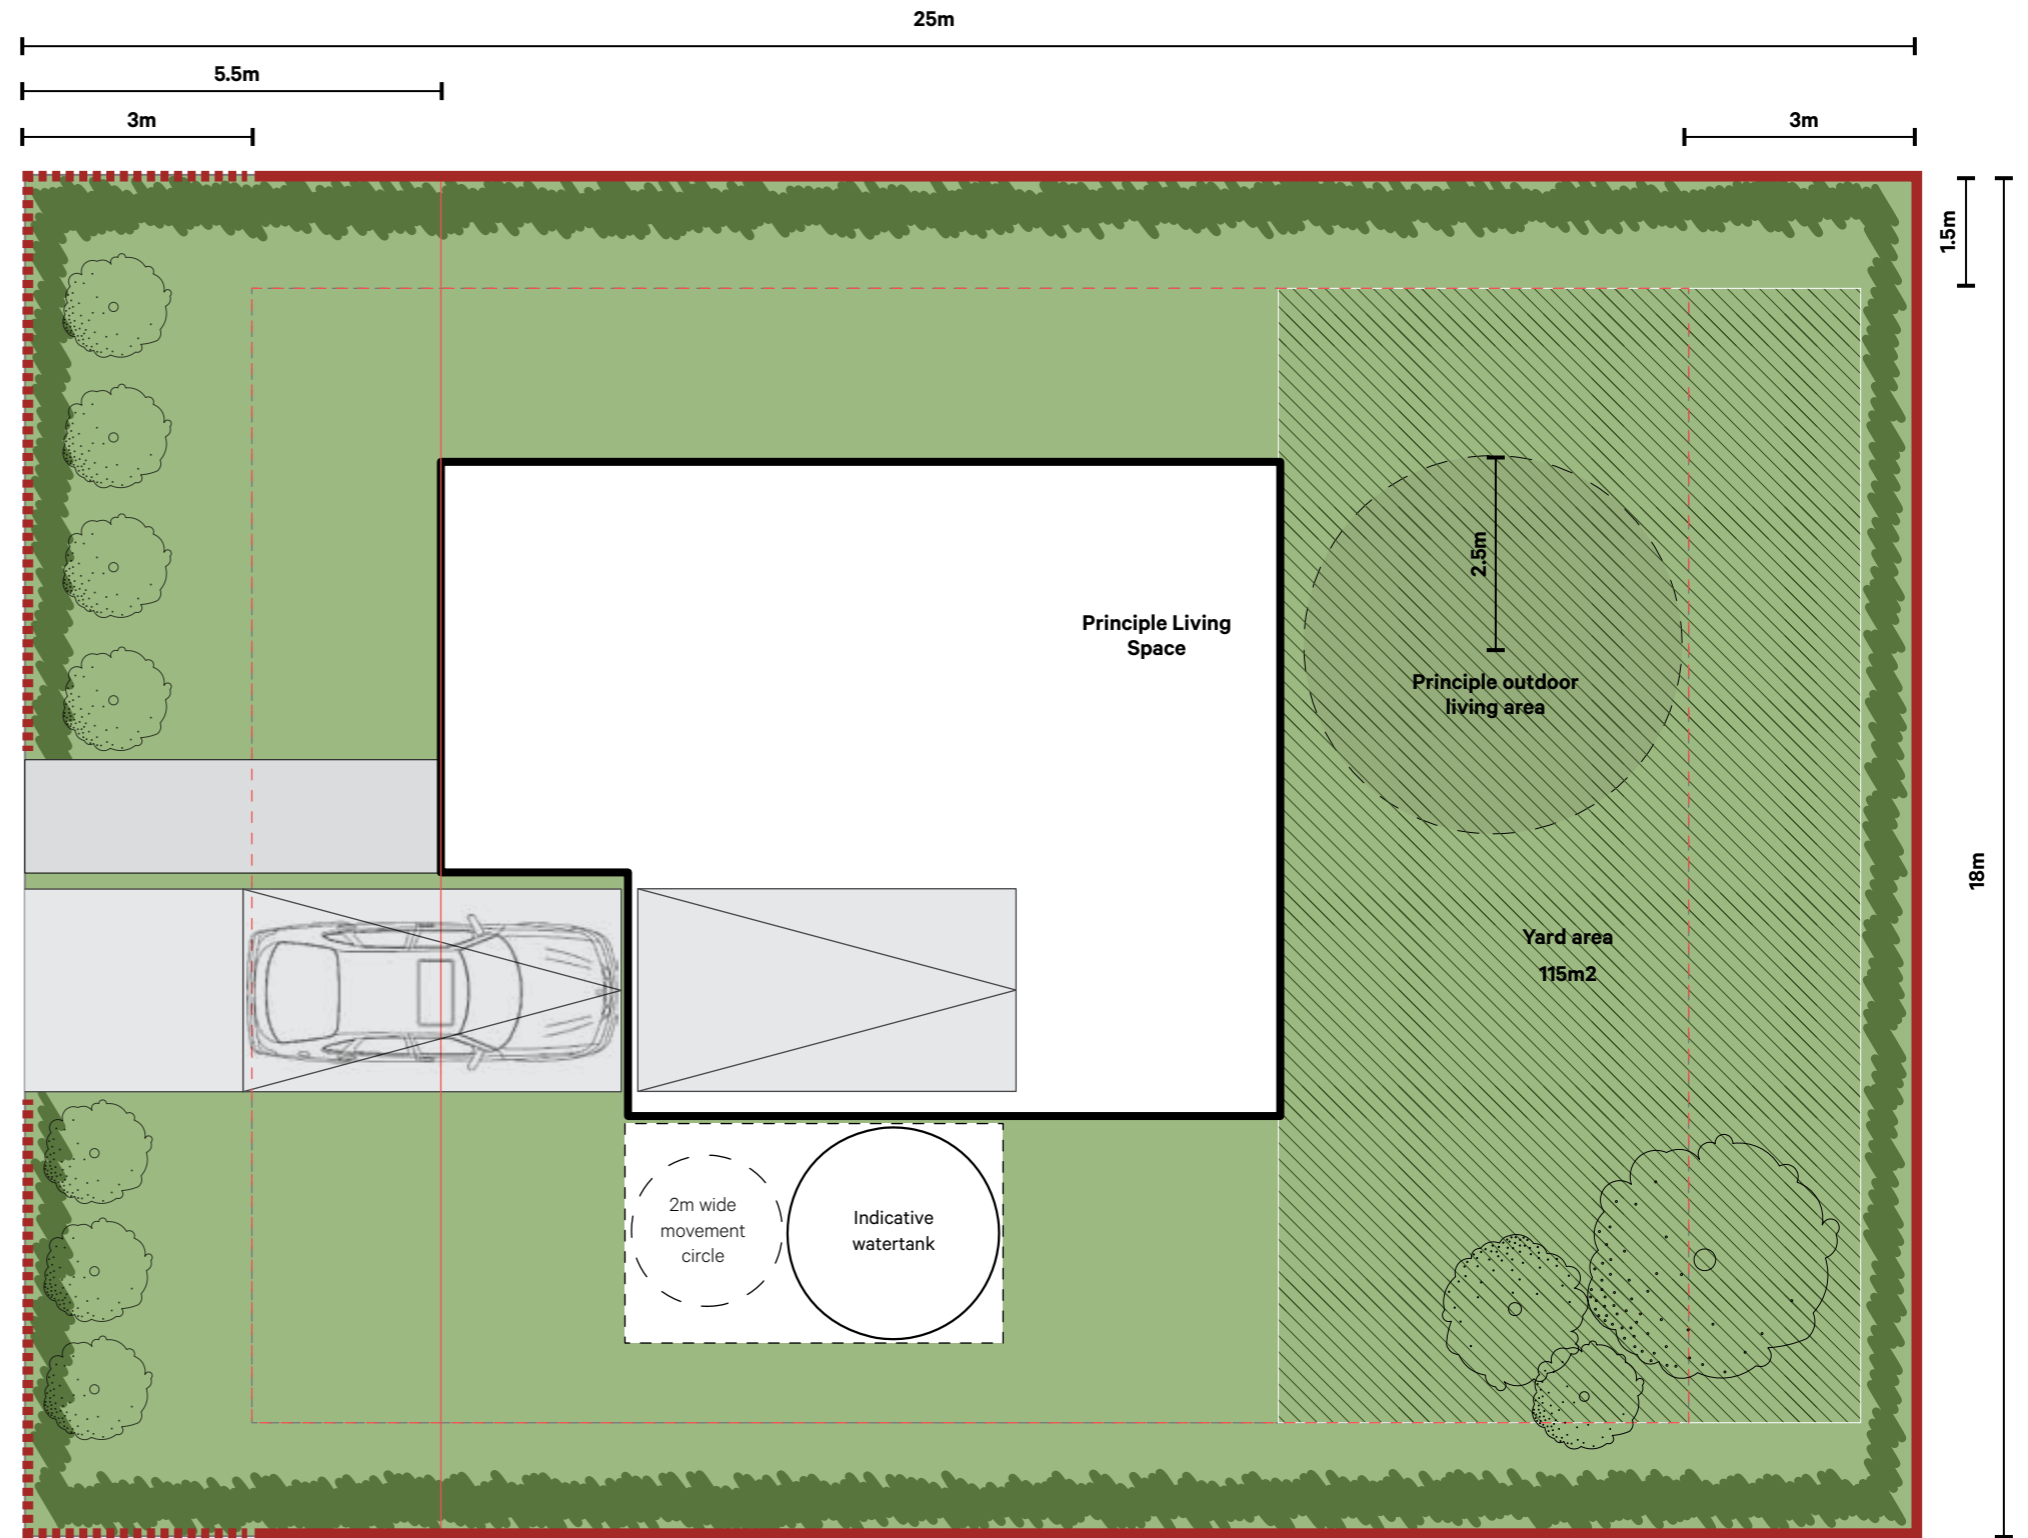 25m
5.5m
3m
3m
1.5m
2.5m
Principle Living
Space
Principle outdoor
living area
18m
Yard area
115m2
2m wide
movement
circle
Indicative
watertank